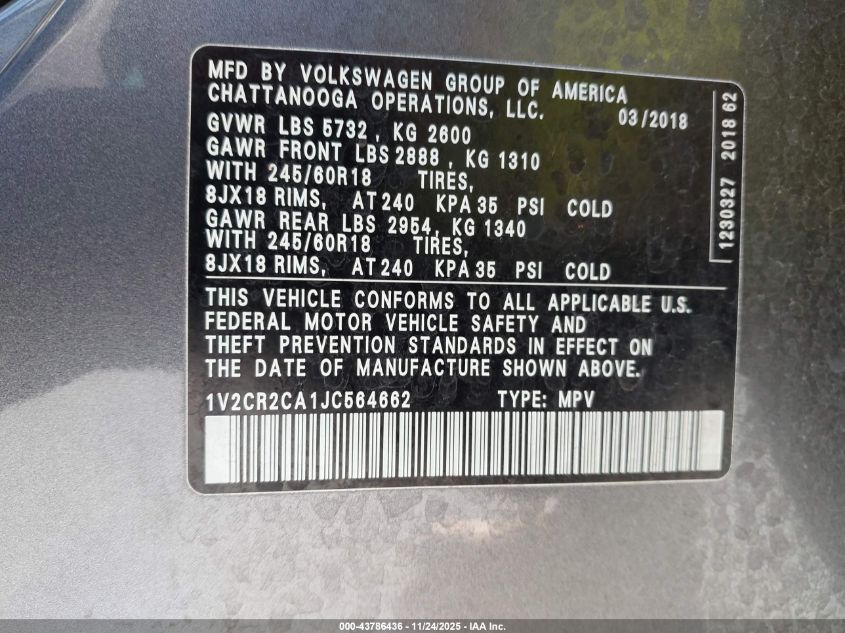 MFD BY VOLKSWAGEN GROUP OF AMERICA
CHATTANOOGA OPERATIONS, LLC.
03/2018
GVWR LBS 5732, KG 2600
GAWR FRONT LBS 2888, KG 1310
WITH 245/60R18 TIRES,
8JX18 RIMS, AT 240 KPA 35 PSI COLD
GAWR REAR LBS 2954, KG 1340
WITH 245/60R18 TIRES,
8JX18 RIMS, AT 240 KPA 35 PSI COLD
THIS VEHICLE CONFORMS TO ALL APPLICABLE U.S.
FEDERAL MOTOR VEHICLE SAFETY AND
THEFT PREVENTION STANDARDS IN EFFECT ON
THE DATE OF MANUFACTURE SHOWN ABOVE.
1V2CR2CA1JC564662 TYPE: MPV
1230327 2018 62
000-43786436 - 11/24/2025 - IAA Inc.